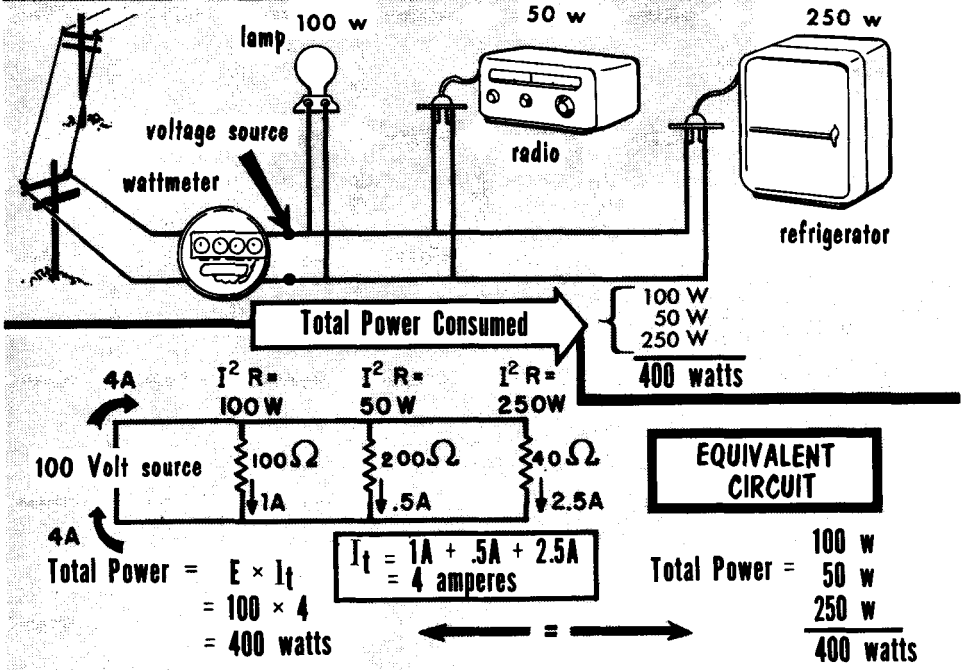 100 w
50 w
250 w
lamp
voltage source
wattmeter
radio
refrigerator
Total Power Consumed
100 W
50 W
250 W
400 watts
4A
I² R=
100 W
I² R=
50 W
I² R=
250W
100 Volt source
100Ω
200Ω
40Ω
1A
.5A
2.5A
4A
EQUIVALENT
CIRCUIT
It = 1A + .5A + 2.5A
= 4 amperes
Total Power = E × It
= 100 × 4
= 400 watts
=
Total Power =
100 w
50 w
250 w
400 watts